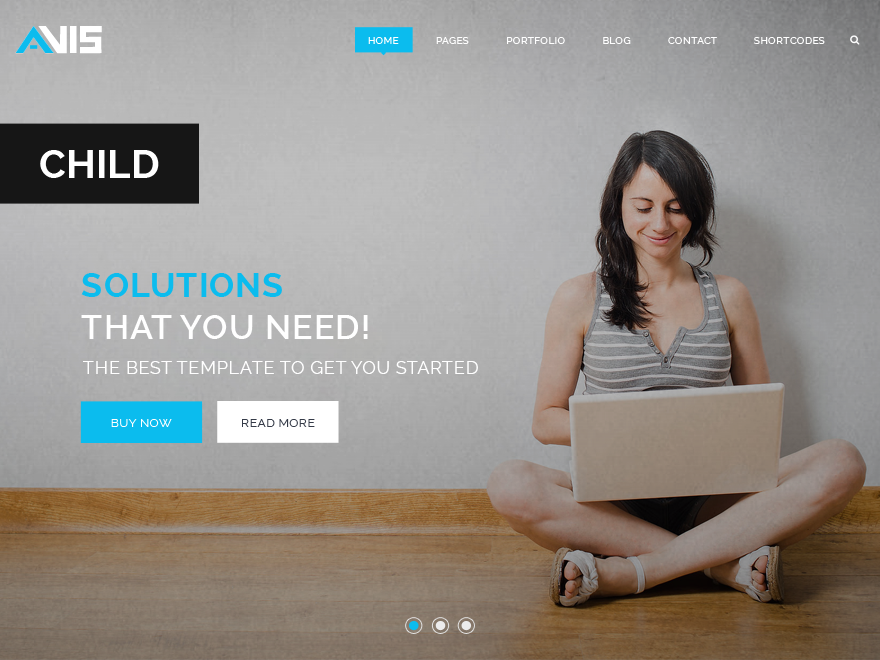 AVIS
HOME PAGES PORTFOLIO BLOG CONTACT SHORTCODES
CHILD
SOLUTIONS
THAT YOU NEED!
THE BEST TEMPLATE TO GET YOU STARTED
BUY NOW READ MORE